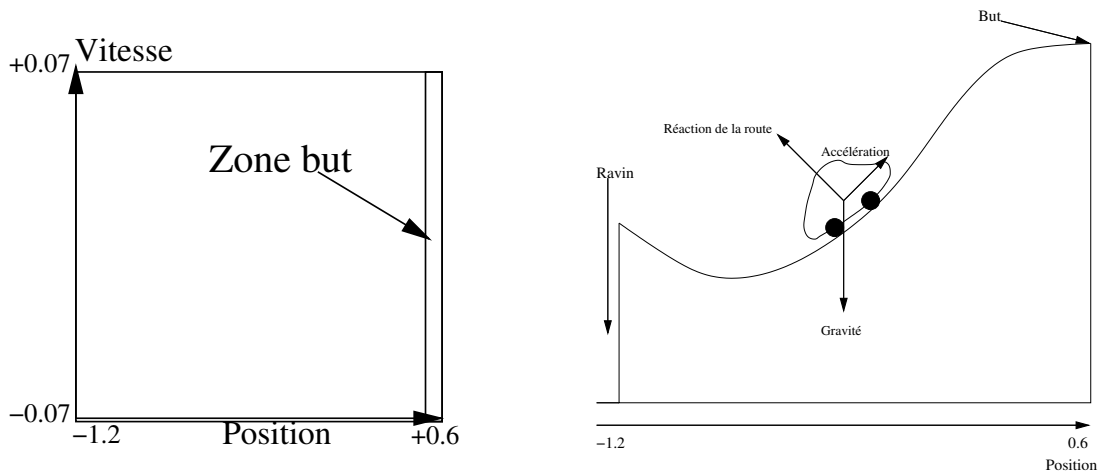 +0.07
Vitesse
Zone but
−0.07
−1.2
Position
+0.6
But
Réaction de la route
Accélération
Ravin
Gravité
−1.2
0.6
Position